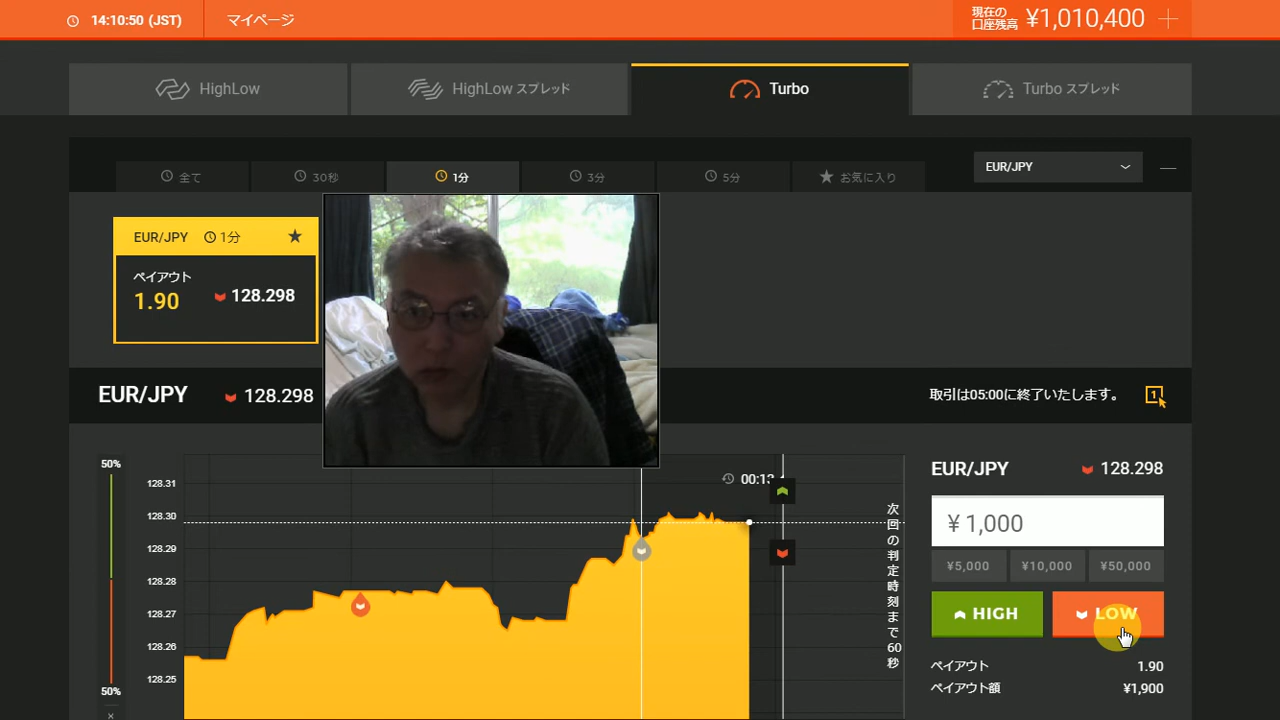 14:10:50 (JST)
マイページ
現在の
口座残高
¥1,010,400
HighLow
HighLow スプレッド
Turbo
Turbo スプレッド
全て
30秒
1分
3分
5分
お気に入り
EUR/JPY
EUR/JPY 1分
ペイアウト
1.90
128.298
EUR/JPY 128.298
取引は05:00に終了いたします。
1
50%
128.31
128.30
128.29
128.28
128.27
128.26
128.25
50%
00:13
次回の判定時刻まで60秒
EUR/JPY 128.298
¥ 1,000
¥5,000
¥10,000
¥50,000
HIGH
LOW
ペイアウト 1.90
ペイアウト額 ¥1,900